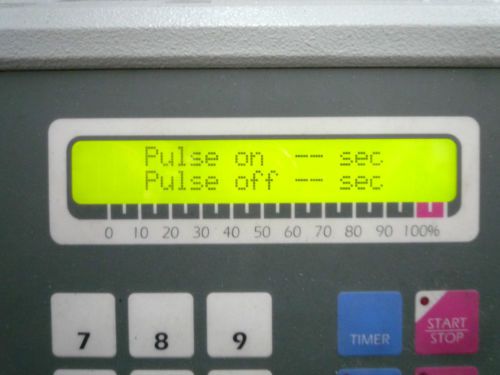 Pulse on -- sec
Pulse off -- sec
0 10 20 30 40 50 60 70 80 90 100%
7 8 9 TIMER START
STOP